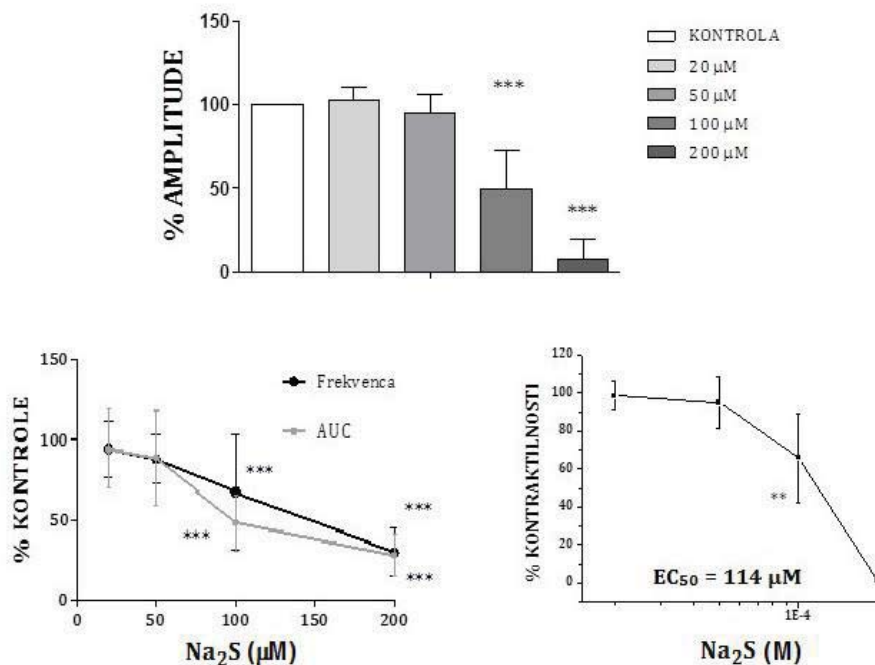 % AMPLITUDE
150
100
50
0
***
***
KONTROLA
20 µM
50 µM
100 µM
200 µM
% KONTROLE
150
100
50
0
0
50
100
150
200
Na₂S (µM)
Frekvenca
AUC
***
***
***
***
% KONTRAKTILNOSTI
120
100
80
60
40
20
0
**
EC₅₀ = 114 µM
1E-4
Na₂S (M)